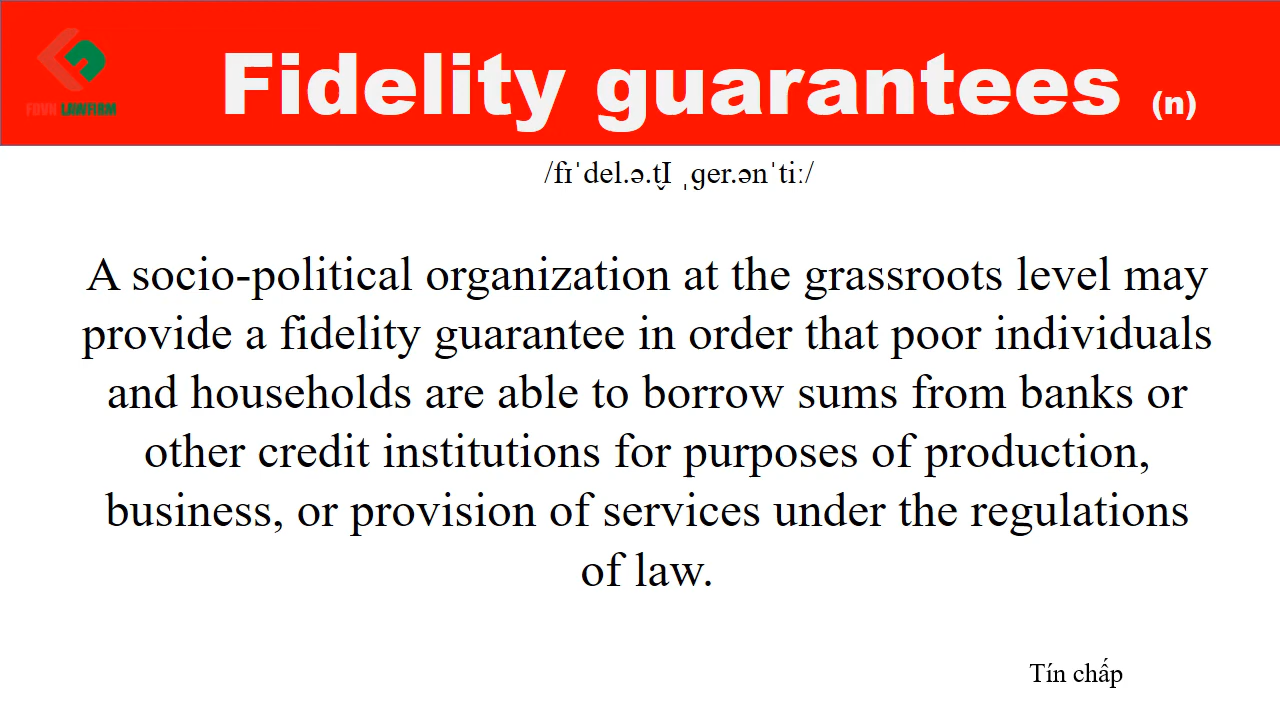 FDVN LAWFIRM
Fidelity guarantees (n)
/fɪˈdel.ə.t̬ɪ ˌɡer.ənˈtiː/
A socio-political organization at the grassroots level may
provide a fidelity guarantee in order that poor individuals
and households are able to borrow sums from banks or
other credit institutions for purposes of production,
business, or provision of services under the regulations
of law.
Tín chấp